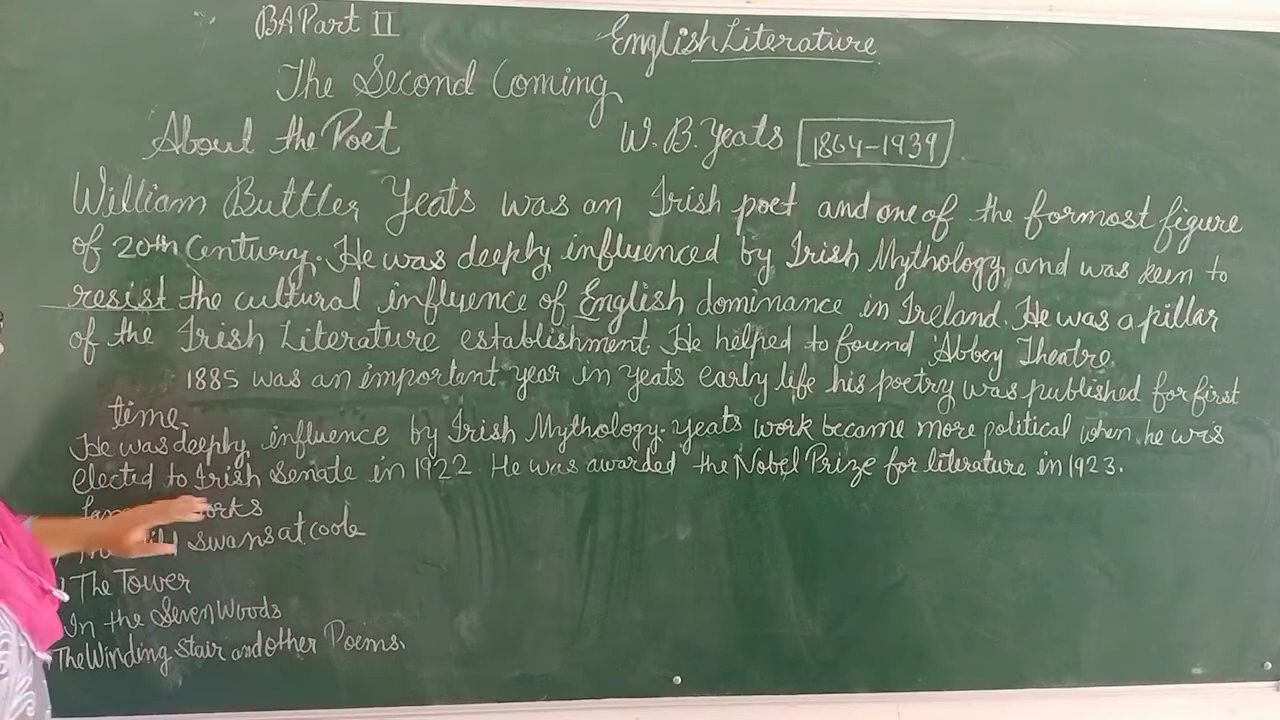 BA Part II
English Literature
The Second Coming
About the Poet W. B. Yeats 1864-1939
William Buttler Yeats was an Irish poet and one of the formost figure
of 20th Century. He was deeply influenced by Irish Mythology and was keen to
resist the cultural influence of English dominance in Ireland. He was a pillar
of the Irish Literature establishment. He helped to found Abbey Theatre.
1885 was an important year in yeats early life his poetry was published for first
time.
He was deeply influence by Irish Mythology. Yeats work became more political when he was
elected to Irish Senate in 1922. He was awarded the Nobel Prize for literature in 1923.
swans at coole
The Tower
In the Seven Woods
The Winding Stair and other Poems.